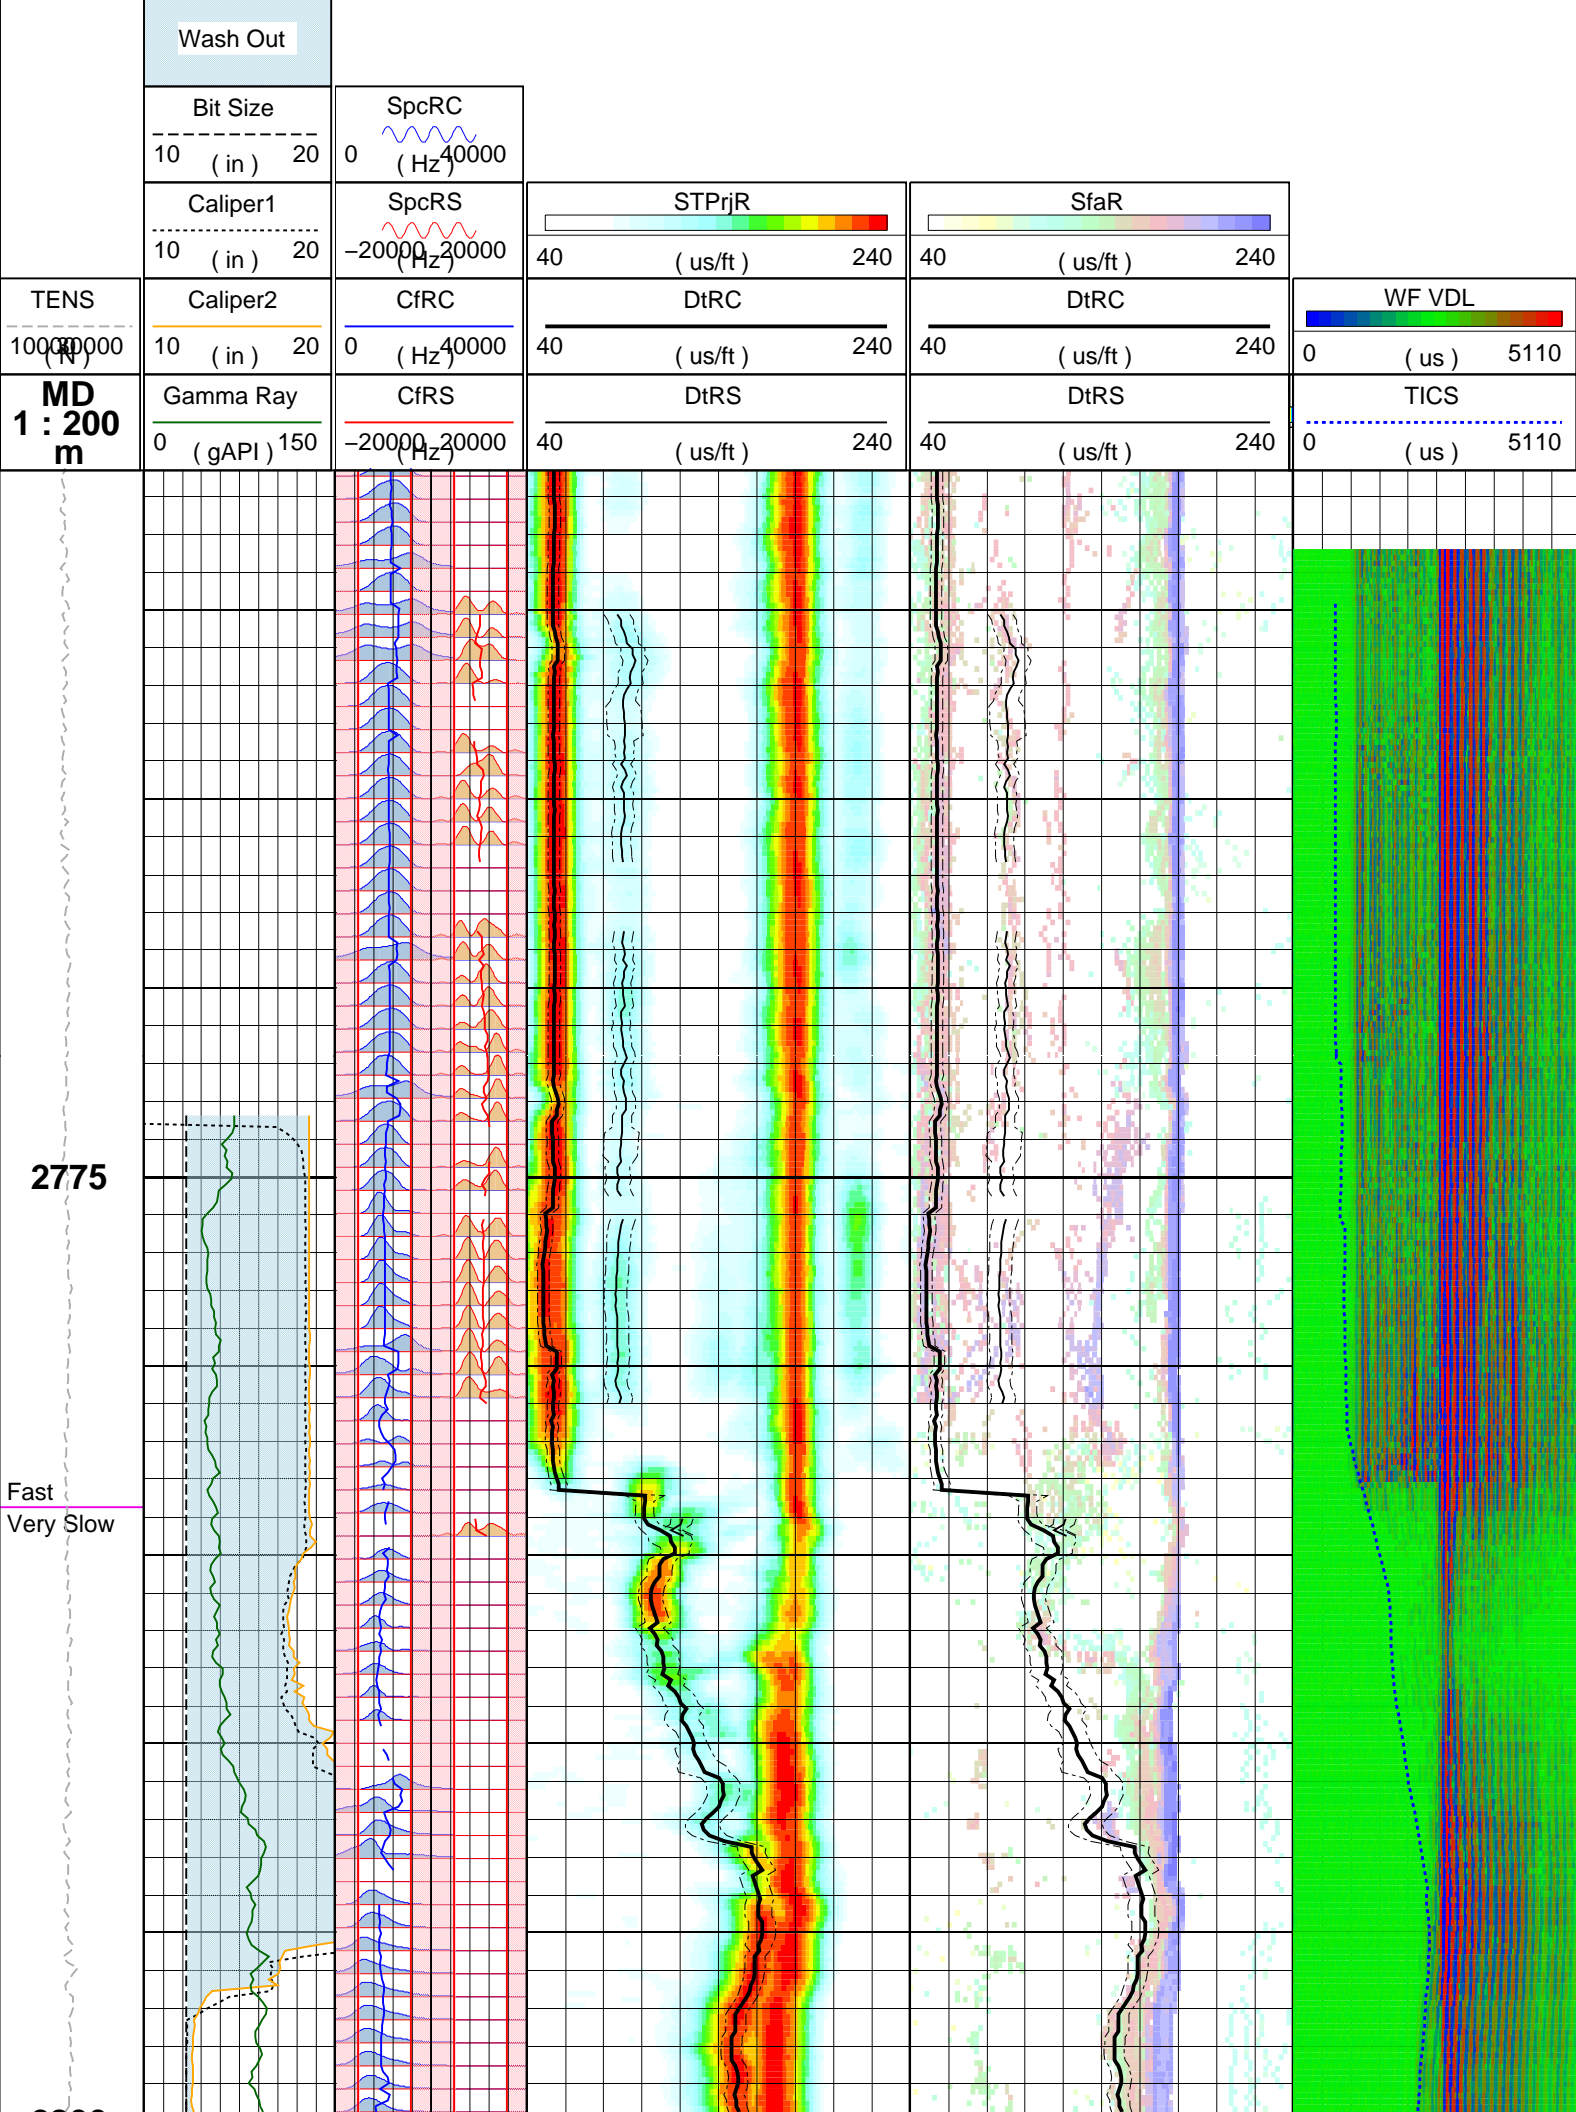 Wash Out
Bit Size
10 ( in ) 20
SpcRC
0 ( Hz ) 40000
Caliper1
10 ( in ) 20
SpcRS
−20000 ( Hz ) 20000
STPrjR
40 ( us/ft ) 240
SfaR
40 ( us/ft ) 240
TENS
( N )
Caliper2
10 ( in ) 20
CfRC
0 ( Hz ) 40000
DtRC
40 ( us/ft ) 240
DtRC
40 ( us/ft ) 240
WF VDL
0 ( us ) 5110
MD
1 : 200
m
Gamma Ray
0 ( gAPI ) 150
CfRS
−20000 ( Hz ) 20000
DtRS
40 ( us/ft ) 240
DtRS
40 ( us/ft ) 240
TICS
0 ( us ) 5110
2775
Fast
Very Slow